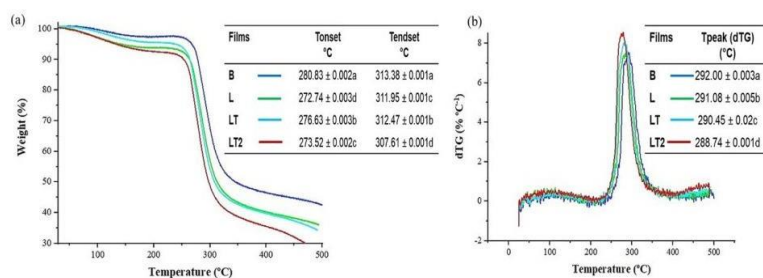 (a)
Films Tonset °C Tendset °C
B 280.83 ± 0.002a 313.38 ± 0.001a
L 272.74 ± 0.003d 311.95 ± 0.001c
LT 276.63 ± 0.003b 312.47 ± 0.001b
LT2 273.52 ± 0.002c 307.61 ± 0.001d
Weight (%)
100
90
80
70
60
50
40
30
100 200 300 400 500
Temperature (ºC)
(b)
Films Tpeak (dTG) (°C)
B 292.00 ± 0.003a
L 291.08 ± 0.005b
LT 290.45 ± 0.02c
LT2 288.74 ± 0.001d
dTG (% ºC⁻¹)
8
6
4
2
0
-2
0 100 200 300 400 500
Temperature (ºC)